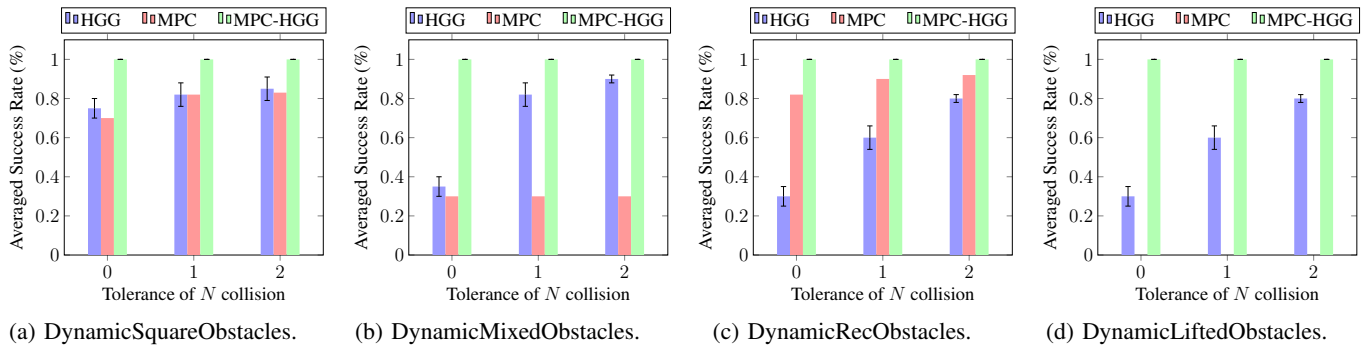 HGG MPC MPC-HGG
Averaged Success Rate (%)
1
0.8
0.6
0.4
0.2
0
0 1 2
Tolerance of N collision
(a) DynamicSquareObstacles.
HGG MPC MPC-HGG
Averaged Success Rate (%)
1
0.8
0.6
0.4
0.2
0
0 1 2
Tolerance of N collision
(b) DynamicMixedObstacles.
HGG MPC MPC-HGG
Averaged Success Rate (%)
1
0.8
0.6
0.4
0.2
0
0 1 2
Tolerance of N collision
(c) DynamicRecObstacles.
HGG MPC MPC-HGG
Averaged Success Rate (%)
1
0.8
0.6
0.4
0.2
0
0 1 2
Tolerance of N collision
(d) DynamicLiftedObstacles.